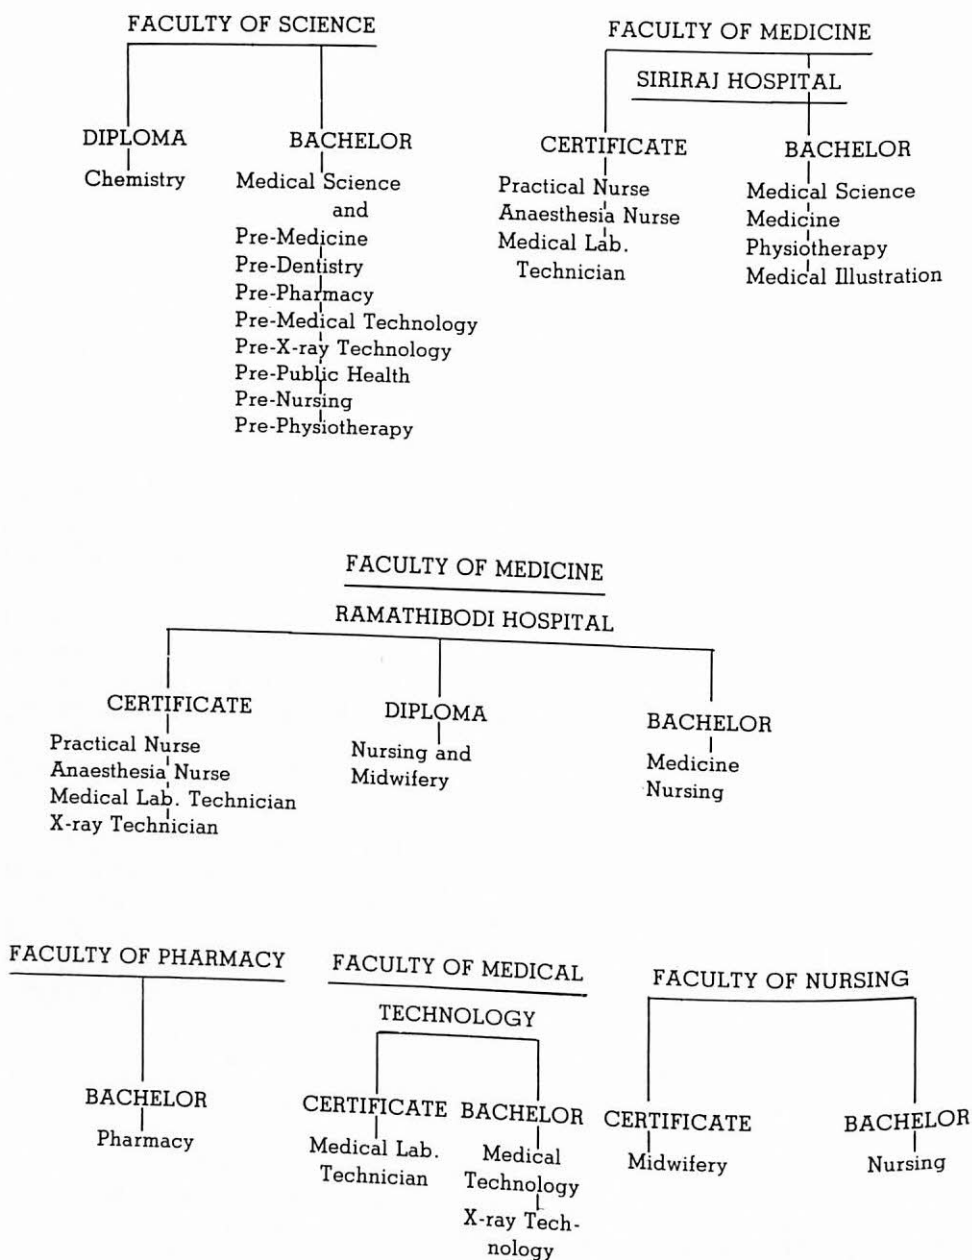 FACULTY OF SCIENCE
DIPLOMA
Chemistry
BACHELOR
Medical Science
and
Pre-Medicine
Pre-Dentistry
Pre-Pharmacy
Pre-Medical Technology
Pre-X-ray Technology
Pre-Public Health
Pre-Nursing
Pre-Physiotherapy
FACULTY OF MEDICINE
SIRIRAJ HOSPITAL
CERTIFICATE
Practical Nurse
Anaesthesia Nurse
Medical Lab.
Technician
BACHELOR
Medical Science
Medicine
Physiotherapy
Medical Illustration
FACULTY OF MEDICINE
RAMATHIBODI HOSPITAL
CERTIFICATE
Practical Nurse
Anaesthesia Nurse
Medical Lab. Technician
X-ray Technician
DIPLOMA
Nursing and
Midwifery
BACHELOR
Medicine
Nursing
FACULTY OF PHARMACY
BACHELOR
Pharmacy
FACULTY OF MEDICAL
TECHNOLOGY
CERTIFICATE
Medical Lab.
Technician
BACHELOR
Medical
Technology
X-ray Tech-
nology
FACULTY OF NURSING
CERTIFICATE
Midwifery
BACHELOR
Nursing